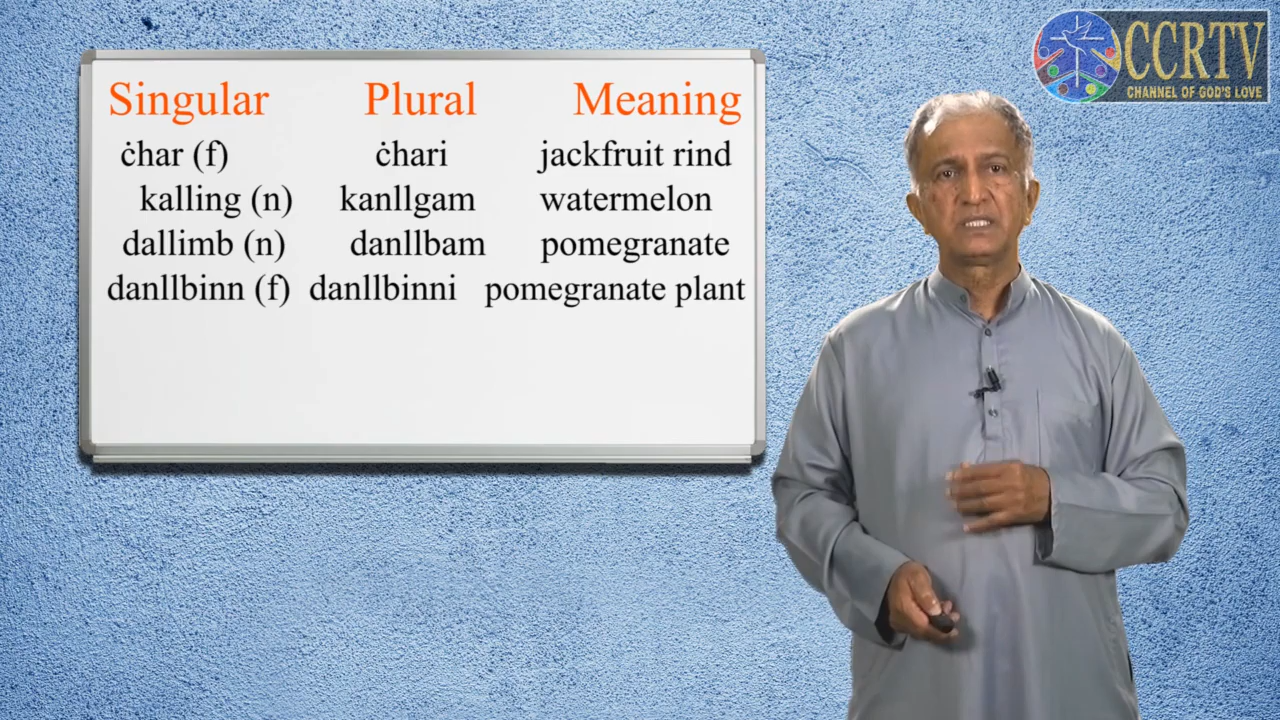 CCRTV
CHANNEL OF GOD'S LOVE
Singular Plural Meaning
ċhar (f) ċhari jackfruit rind
kalling (n) kanllgam watermelon
dallimb (n) danllbam pomegranate
danllbinn (f) danllbinni pomegranate plant